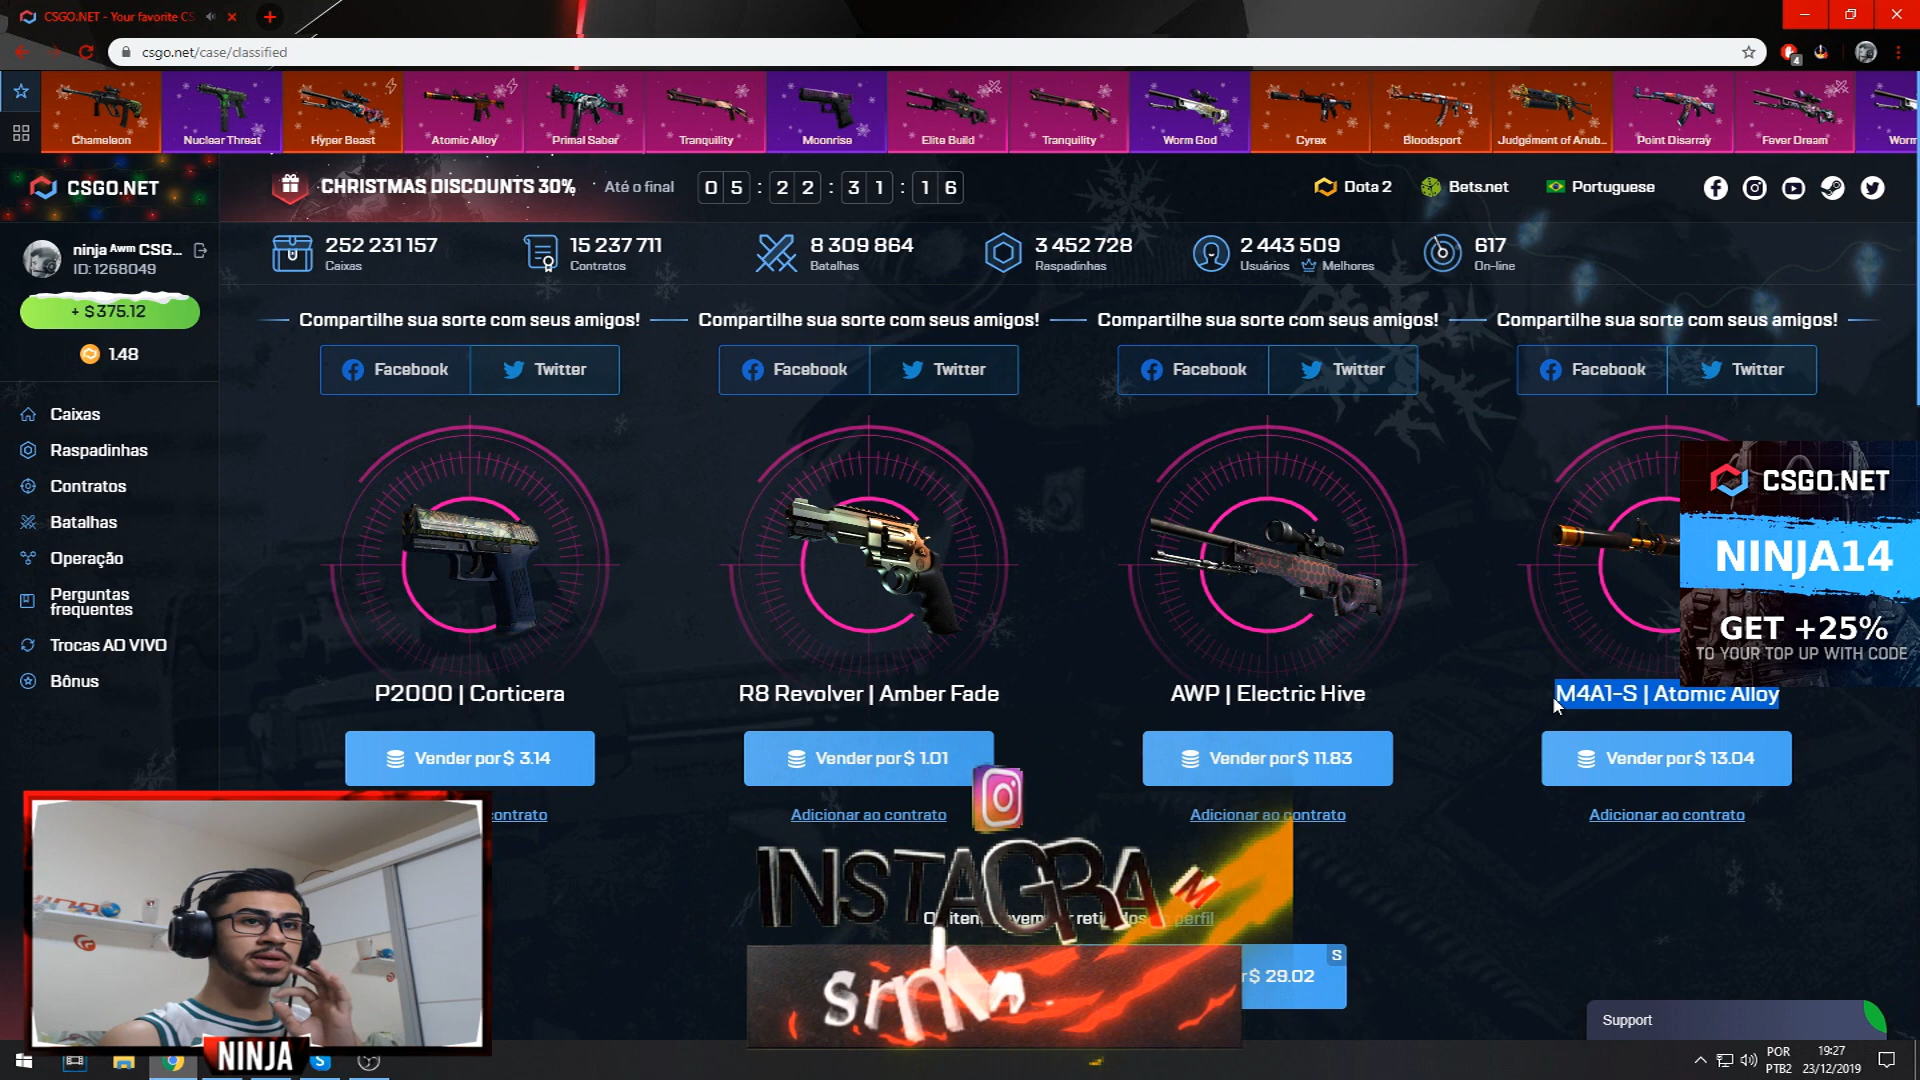 CSGO.NET - Your favorite CS
csgo.net/case/classified
4
Chameleon
Nuclear Threat
Hyper Beast
Atomic Alloy
Primal Saber
Tranquility
Moonrise
Elite Build
Tranquility
Worm God
Cyrex
Bloodsport
Judgement of Anub...
Point Disarray
Fever Dream
Worm
CSGO.NET
CHRISTMAS DISCOUNTS 30%
Até o final
05:22:31:16
Dota 2
Bets.net
Portuguese
ninja ᴬʷᵐ CSG...
ID:1268049
252 231 157
Caixas
15 237 711
Contratos
8 309 864
Batalhas
3 452 728
Raspadinhas
2 443 509
Usuários Melhores
617
On-line
+ $ 375.12
1.48
Compartilhe sua sorte com seus amigos!
Compartilhe sua sorte com seus amigos!
Compartilhe sua sorte com seus amigos!
Compartilhe sua sorte com seus amigos!
Facebook Twitter
Facebook Twitter
Facebook Twitter
Facebook Twitter
Caixas
Raspadinhas
Contratos
Batalhas
Operação
Perguntas
frequentes
Trocas AO VIVO
Bônus
CSGO.NET
NINJA14
GET +25%
TO YOUR TOP UP WITH CODE
P2000 | Corticera
R8 Revolver | Amber Fade
AWP | Electric Hive
M4A1-S | Atomic Alloy
Vender por $ 3.14
Vender por $ 1.01
Vender por $ 11.83
Vender por $ 13.04
contrato
Adicionar ao contrato
Adicionar ao contrato
Adicionar ao contrato
INSTAGRAM
perfil
$ 29.02
S
Support
NINJA
POR
PTB2
19:27
23/12/2019